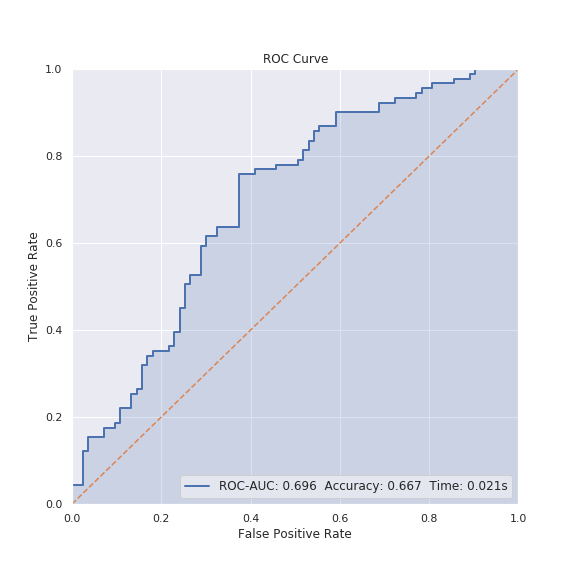 ROC Curve
1.0
0.8
0.6
0.4
0.2
0.0
True Positive Rate
ROC-AUC: 0.696  Accuracy: 0.667  Time: 0.021s
0.0 0.2 0.4 0.6 0.8 1.0
False Positive Rate